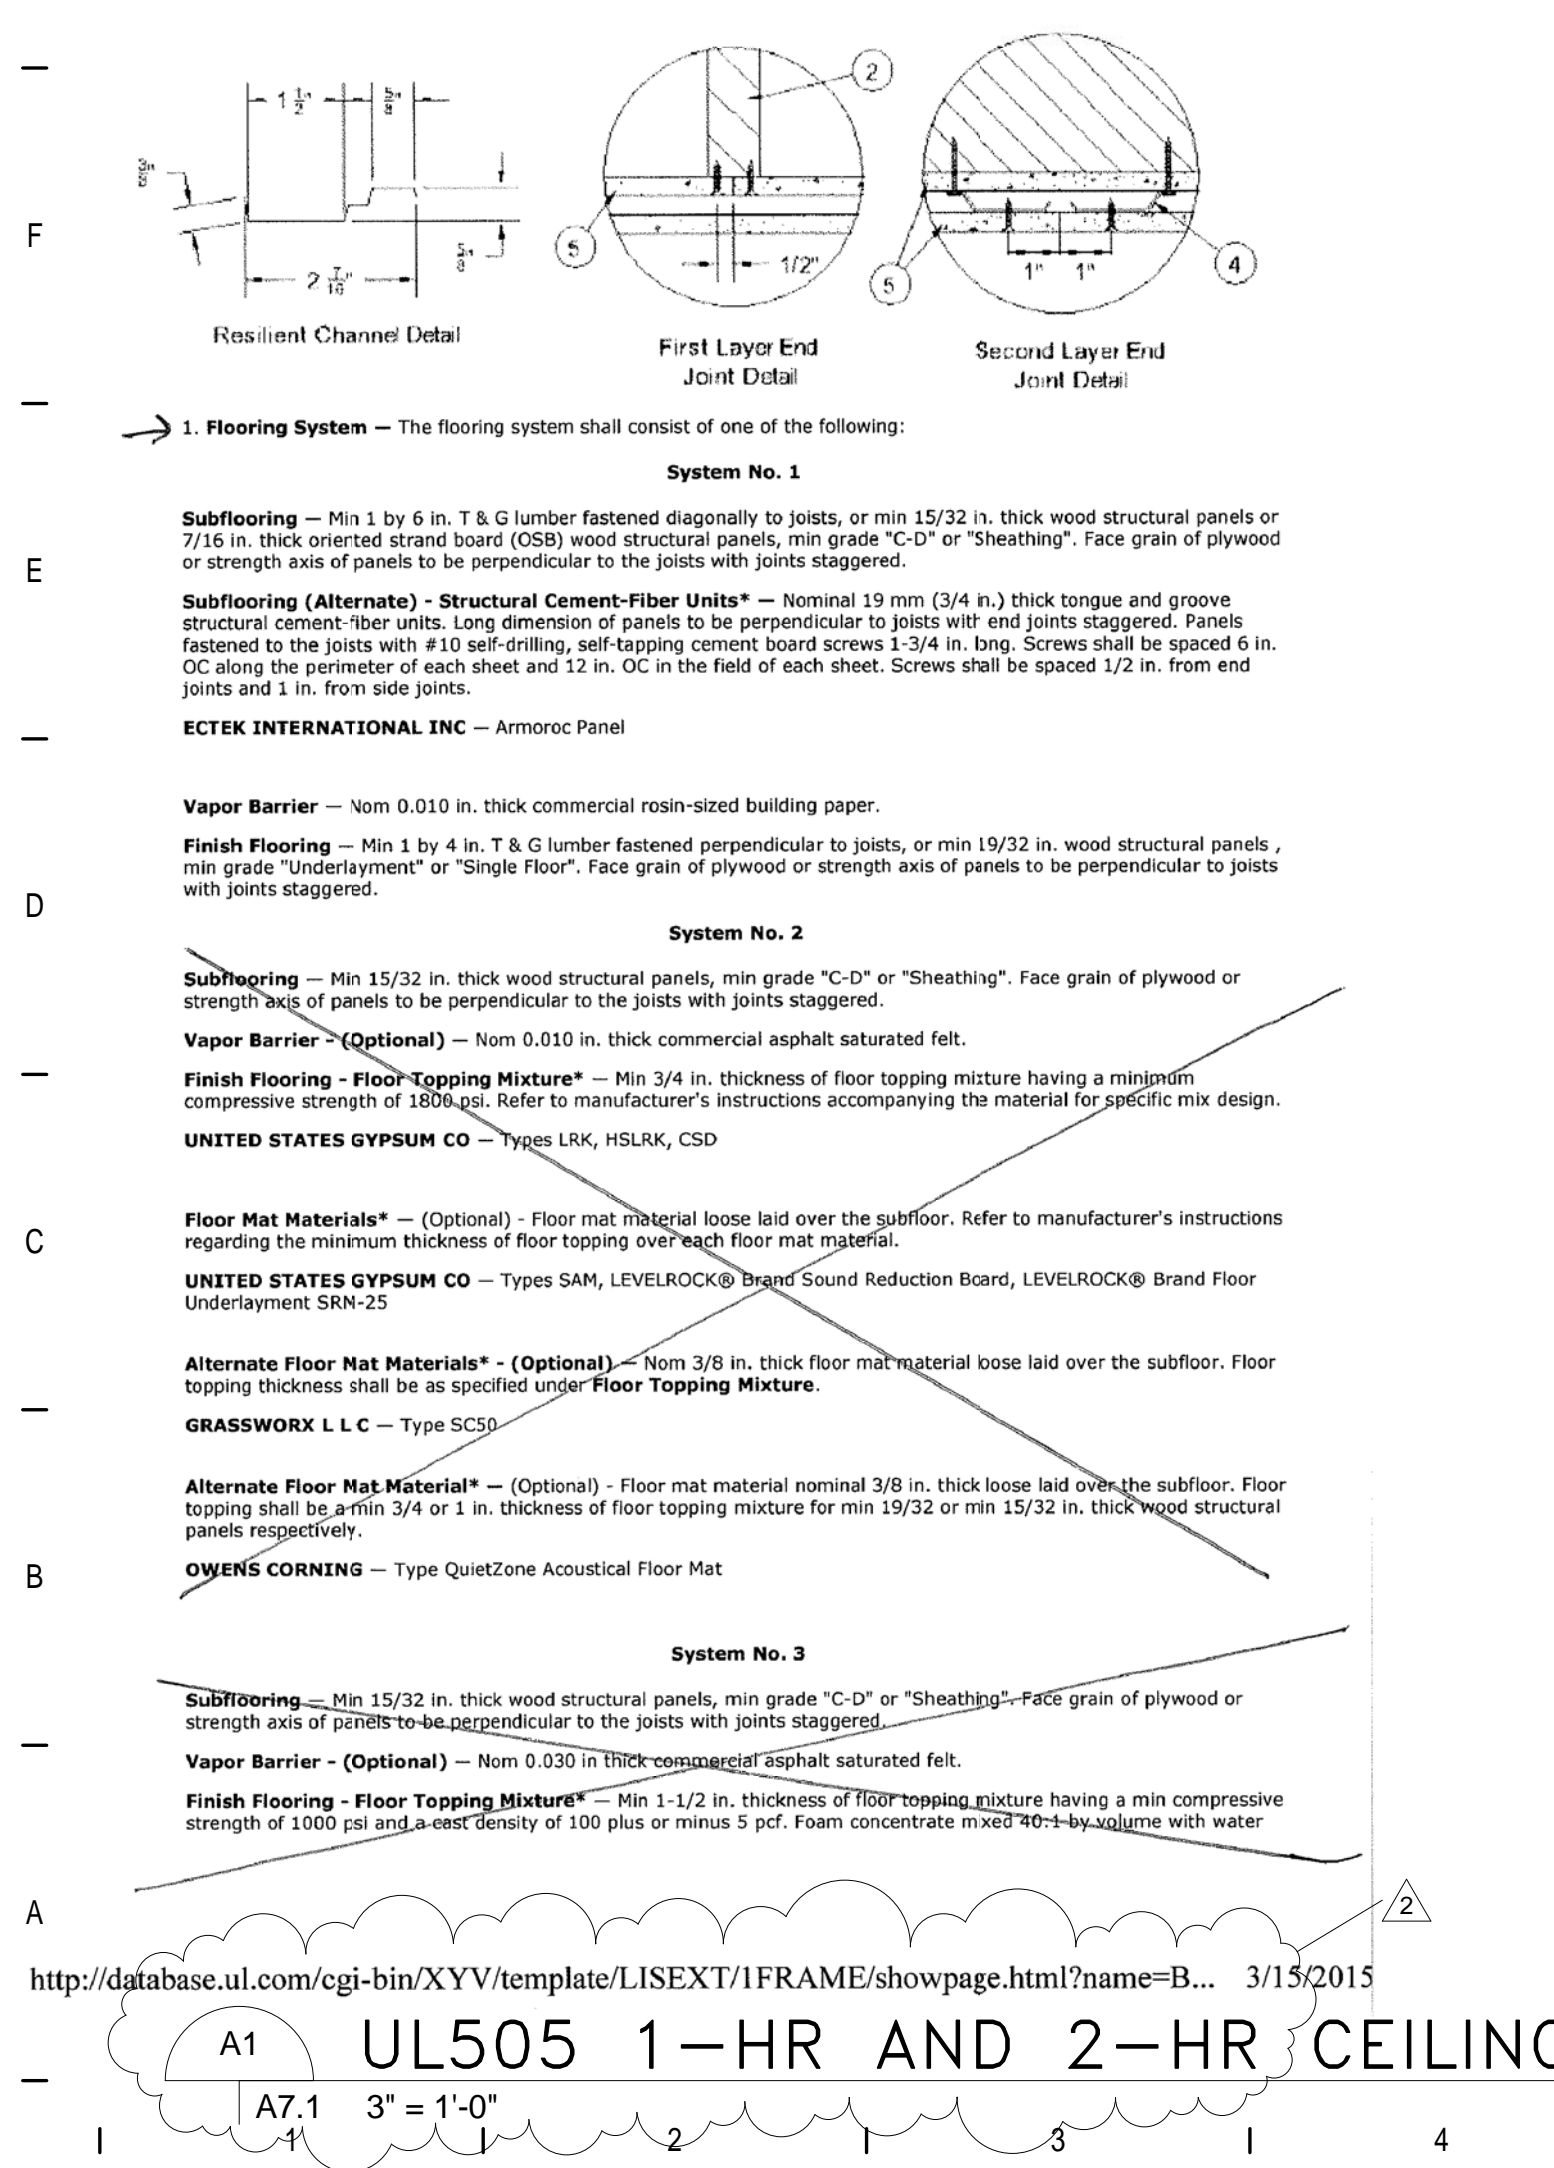 1 1/2"
5/8"
3/8"
2 7/16"
5/8"
Resilient Channel Detail
2
5
1/2"
First Layer End
Joint Detail
5
4
1" 1"
Second Layer End
Joint Detail
F
1. Flooring System — The flooring system shall consist of one of the following:
System No. 1
Subflooring — Min 1 by 6 in. T & G lumber fastened diagonally to joists, or min 15/32 in. thick wood structural panels or
7/16 in. thick oriented strand board (OSB) wood structural panels, min grade "C-D" or "Sheathing". Face grain of plywood
or strength axis of panels to be perpendicular to the joists with joints staggered.
E
Subflooring (Alternate) - Structural Cement-Fiber Units* — Nominal 19 mm (3/4 in.) thick tongue and groove
structural cement-fiber units. Long dimension of panels to be perpendicular to joists with end joints staggered. Panels
fastened to the joists with #10 self-drilling, self-tapping cement board screws 1-3/4 in. long. Screws shall be spaced 6 in.
OC along the perimeter of each sheet and 12 in. OC in the field of each sheet. Screws shall be spaced 1/2 in. from end
joints and 1 in. from side joints.
ECTEK INTERNATIONAL INC — Armoroc Panel
Vapor Barrier — Nom 0.010 in. thick commercial rosin-sized building paper.
Finish Flooring — Min 1 by 4 in. T & G lumber fastened perpendicular to joists, or min 19/32 in. wood structural panels ,
min grade "Underlayment" or "Single Floor". Face grain of plywood or strength axis of panels to be perpendicular to joists
with joints staggered.
D
System No. 2
Subflooring — Min 15/32 in. thick wood structural panels, min grade "C-D" or "Sheathing". Face grain of plywood or
strength axis of panels to be perpendicular to the joists with joints staggered.
Vapor Barrier - (Optional) — Nom 0.010 in. thick commercial asphalt saturated felt.
Finish Flooring - Floor Topping Mixture* — Min 3/4 in. thickness of floor topping mixture having a minimum
compressive strength of 1800 psi. Refer to manufacturer's instructions accompanying the material for specific mix design.
UNITED STATES GYPSUM CO — Types LRK, HSLRK, CSD
Floor Mat Materials* — (Optional) - Floor mat material loose laid over the subfloor. Refer to manufacturer's instructions
regarding the minimum thickness of floor topping over each floor mat material.
C
UNITED STATES GYPSUM CO — Types SAM, LEVELROCK® Brand Sound Reduction Board, LEVELROCK® Brand Floor
Underlayment SRM-25
Alternate Floor Mat Materials* - (Optional) — Nom 3/8 in. thick floor mat material loose laid over the subfloor. Floor
topping thickness shall be as specified under Floor Topping Mixture.
GRASSWORX L L C — Type SC50
Alternate Floor Mat Material* — (Optional) - Floor mat material nominal 3/8 in. thick loose laid over the subfloor. Floor
topping shall be a min 3/4 or 1 in. thickness of floor topping mixture for min 19/32 or min 15/32 in. thick wood structural
panels respectively.
OWENS CORNING — Type QuietZone Acoustical Floor Mat
B
System No. 3
Subflooring — Min 15/32 in. thick wood structural panels, min grade "C-D" or "Sheathing". Face grain of plywood or
strength axis of panels to be perpendicular to the joists with joints staggered.
Vapor Barrier - (Optional) — Nom 0.030 in thick commercial asphalt saturated felt.
Finish Flooring - Floor Topping Mixture* — Min 1-1/2 in. thickness of floor topping mixture having a min compressive
strength of 1000 psi and a cast density of 100 plus or minus 5 pcf. Foam concentrate mixed 40:1 by volume with water
A
2
http://database.ul.com/cgi-bin/XYV/template/LISEXT/1FRAME/showpage.html?name=B... 3/15/2015
A1
UL505 1-HR AND 2-HR CEILING
A7.1 3" = 1'-0"
1 2 3 4